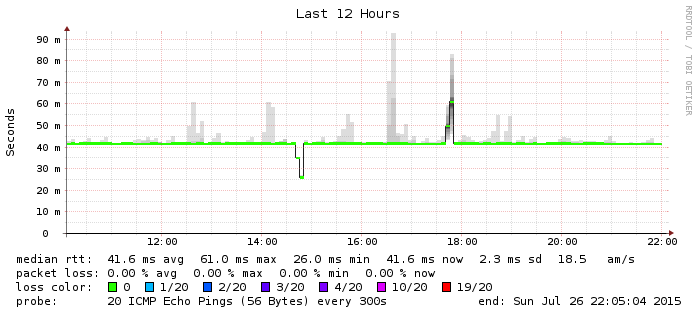 Last 12 Hours
RRDTOOL / TOBI OETIKER
Seconds
90 m
80 m
70 m
60 m
50 m
40 m
30 m
20 m
10 m
0
12:00 14:00 16:00 18:00 20:00 22:00
median rtt: 41.6 ms avg 61.0 ms max 26.0 ms min 41.6 ms now 2.3 ms sd 18.5 am/s
packet loss: 0.00 % avg 0.00 % max 0.00 % min 0.00 % now
loss color: 0 1/20 2/20 3/20 4/20 10/20 19/20
probe: 20 ICMP Echo Pings (56 Bytes) every 300s end: Sun Jul 26 22:05:04 2015